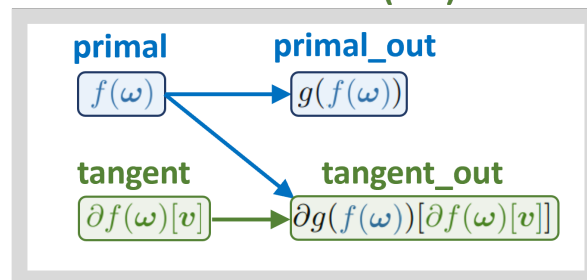 primal primal_out
f(ω) g(f(ω))
tangent tangent_out
∂f(ω)[v] ∂g(f(ω))[∂f(ω)[v]]